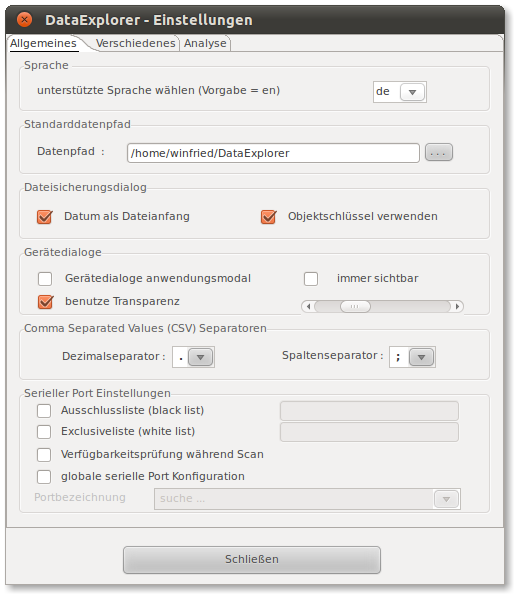 DataExplorer - Einstellungen
Allgemeines Verschiedenes Analyse
Sprache
unterstützte Sprache wählen (Vorgabe = en) de
Standarddatenpfad
Datenpfad : /home/winfried/DataExplorer ...
Dateisicherungsdialog
Datum als Dateianfang Objektschlüssel verwenden
Gerätedialoge
Gerätedialoge anwendungsmodal immer sichtbar
benutze Transparenz
Comma Separated Values (CSV) Separatoren
Dezimalseparator : . Spaltenseparator : ;
Serieller Port Einstellungen
Ausschlussliste (black list)
Exclusiveliste (white list)
Verfügbarkeitsprüfung während Scan
globale serielle Port Konfiguration
Portbezeichnung suche ...
Schließen